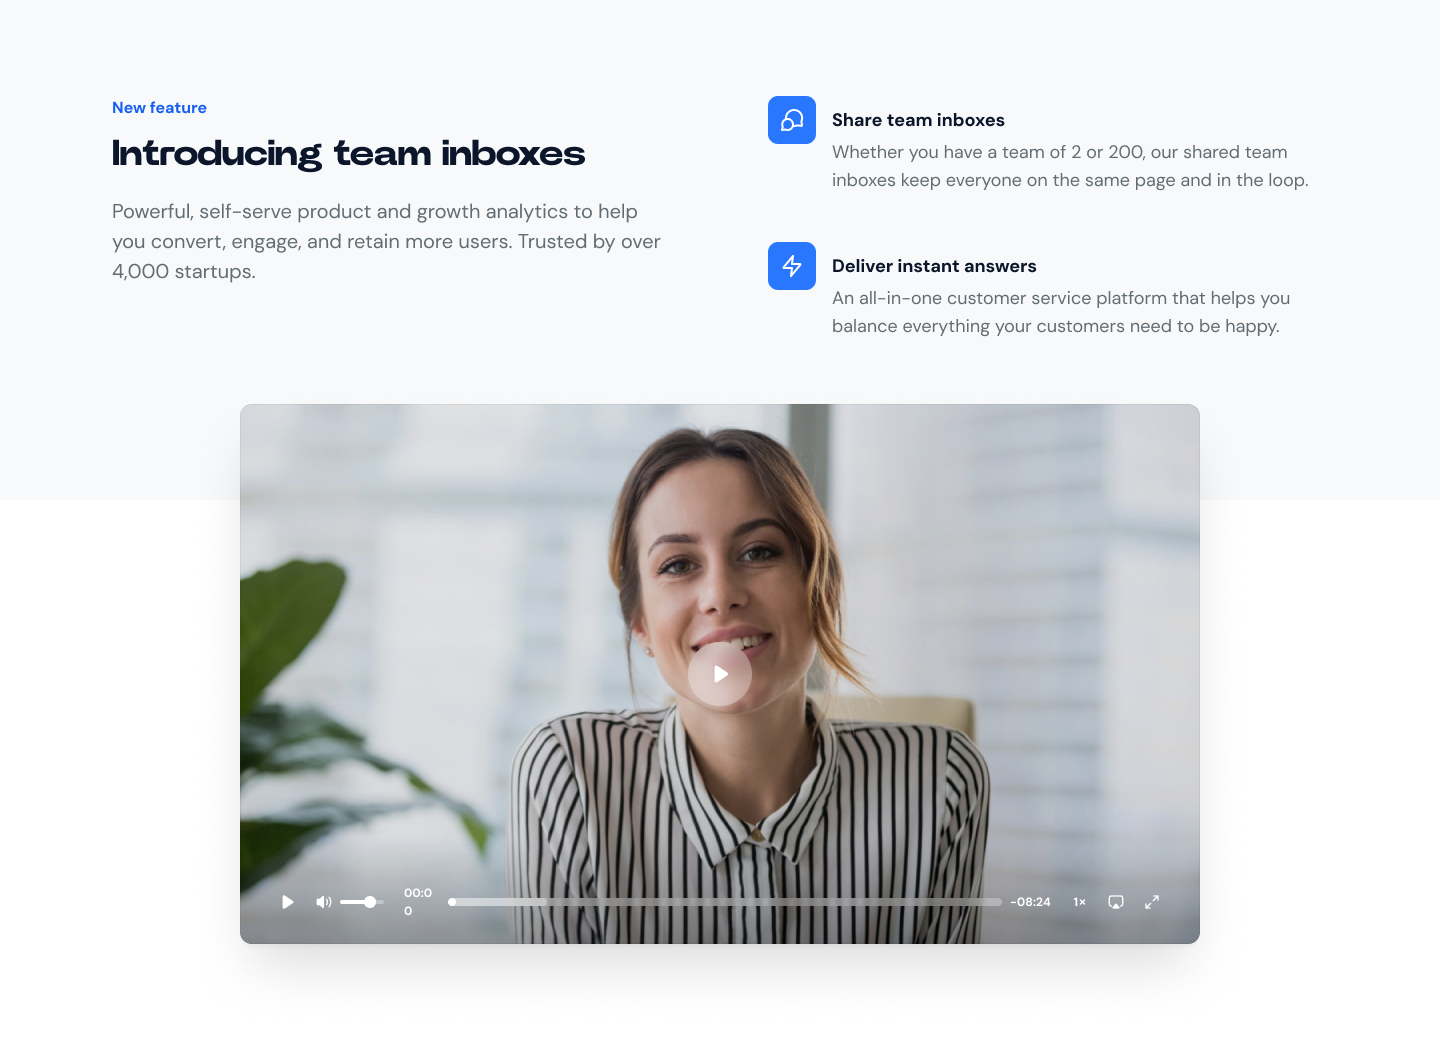 New feature
Introducing team inboxes
Powerful, self-serve product and growth analytics to help
you convert, engage, and retain more users. Trusted by over
4,000 startups.
Share team inboxes
Whether you have a team of 2 or 200, our shared team
inboxes keep everyone on the same page and in the loop.
Deliver instant answers
An all-in-one customer service platform that helps you
balance everything your customers need to be happy.
00:0
0
-08:24
1×